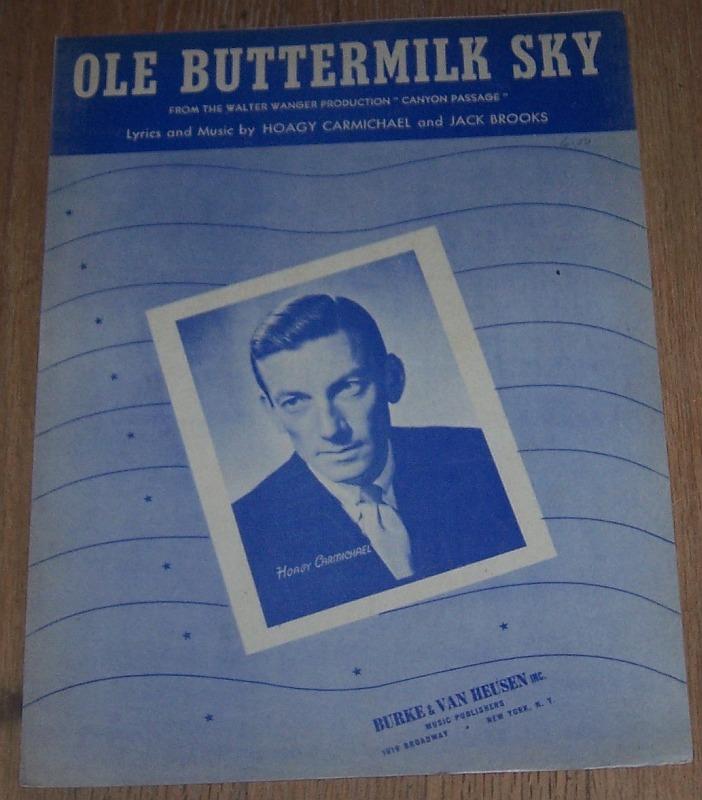 OLE BUTTERMILK SKY
FROM THE WALTER WANGER PRODUCTION "CANYON PASSAGE"
Lyrics and Music by HOAGY CARMICHAEL and JACK BROOKS
HOAGY CARMICHAEL
BURKE & VAN HEUSEN INC.
MUSIC PUBLISHERS
1619 BROADWAY • NEW YORK, N. Y.